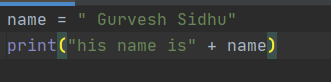 name = " Gurvesh Sidhu"
print("his name is" + name)